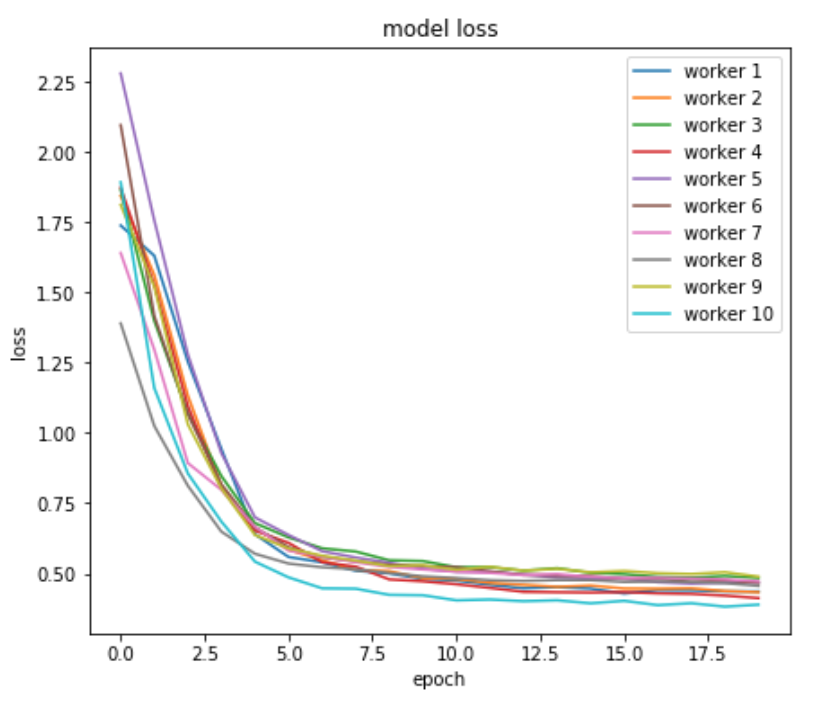 model loss
2.25
2.00
1.75
1.50
1.25
1.00
0.75
0.50
loss
worker 1
worker 2
worker 3
worker 4
worker 5
worker 6
worker 7
worker 8
worker 9
worker 10
0.0 2.5 5.0 7.5 10.0 12.5 15.0 17.5
epoch